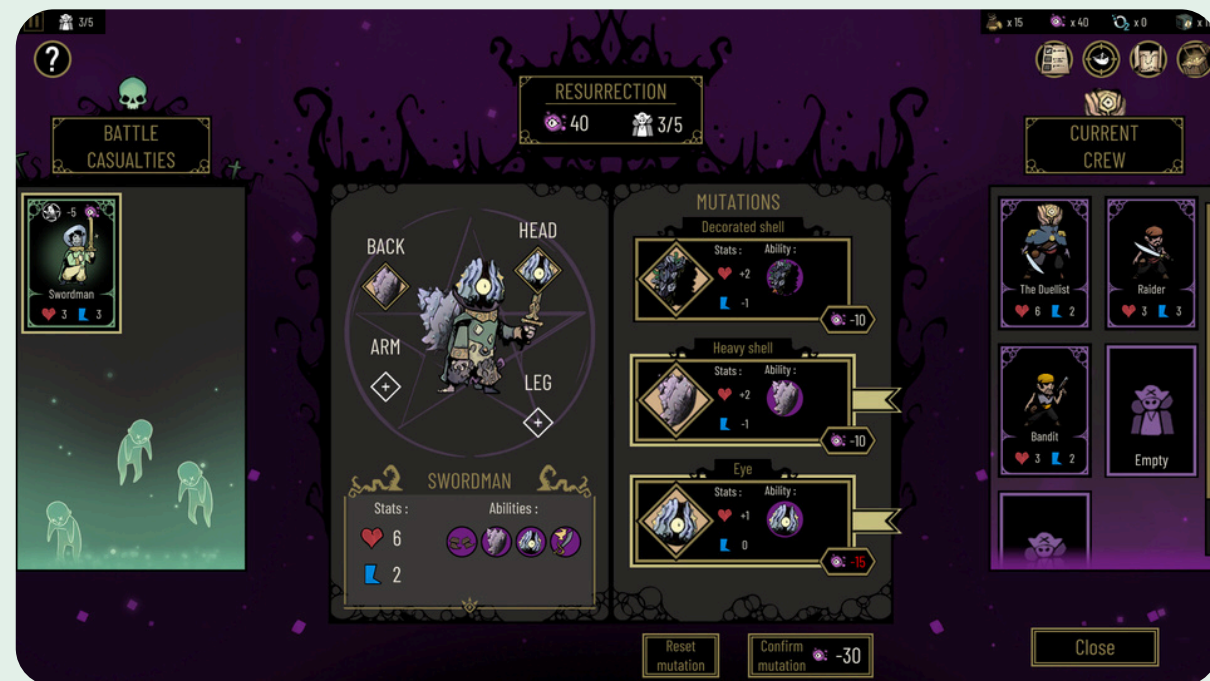 3/5
x 15
x 40
O₂ x 0
?
RESURRECTION
40
3/5
BATTLE
CASUALTIES
-5
Swordman
3 3
BACK
HEAD
ARM
LEG
SWORDMAN
Stats :
Abilities :
6
2
MUTATIONS
Decorated shell
Stats :
Ability :
+2
-1
-10
Heavy shell
Stats :
Ability :
+2
-1
-10
Eye
Stats :
Ability :
+1
0
-15
Reset
mutation
Confirm
mutation
-30
CURRENT
CREW
The Duellist
6 2
Raider
3 3
Bandit
3 2
Empty
Close